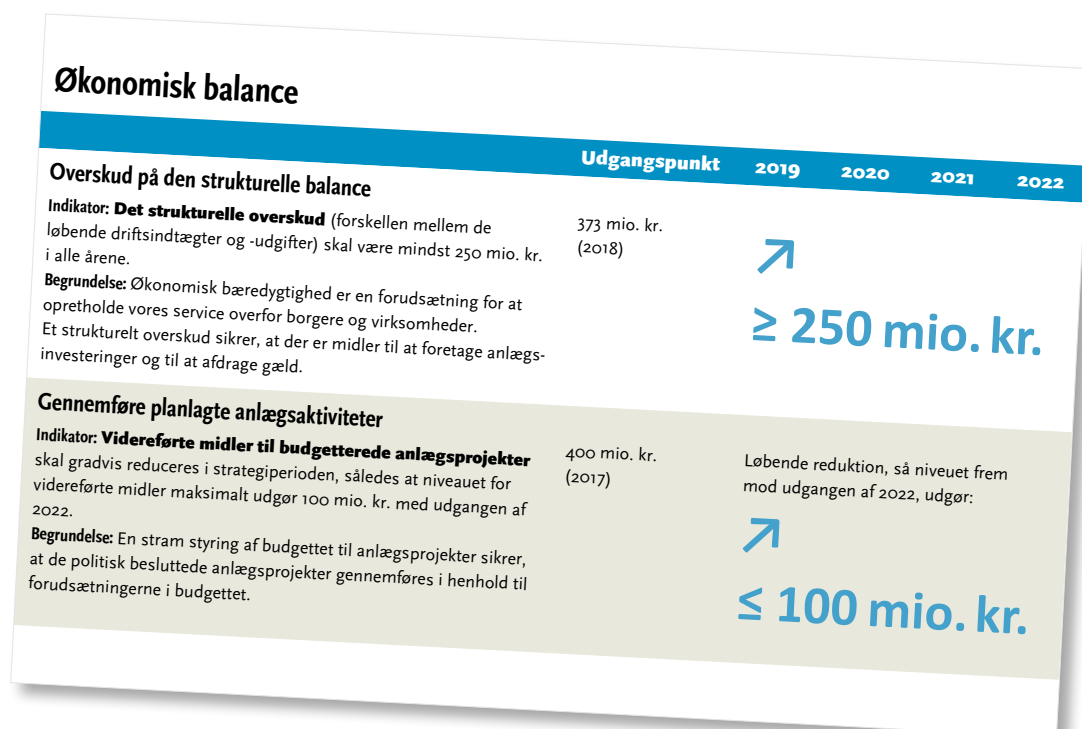 Økonomisk balance
Udgangspunkt 2019 2020 2021 2022
Overskud på den strukturelle balance
Indikator: Det strukturelle overskud (forskellen mellem de
løbende driftsindtægter og -udgifter) skal være mindst 250 mio. kr.
i alle årene.
Begrundelse: Økonomisk bæredygtighed er en forudsætning for at
opretholde vores service overfor borgere og virksomheder.
Et strukturelt overskud sikrer, at der er midler til at foretage anlægs-
investeringer og til at afdrage gæld.
373 mio. kr.
(2018)
↗
≥ 250 mio. kr.
Gennemføre planlagte anlægsaktiviteter
Indikator: Videreførte midler til budgetterede anlægsprojekter
skal gradvis reduceres i strategiperioden, således at niveauet for
videreførte midler maksimalt udgør 100 mio. kr. med udgangen af
2022.
Begrundelse: En stram styring af budgettet til anlægsprojekter sikrer,
at de politisk besluttede anlægsprojekter gennemføres i henhold til
forudsætningerne i budgettet.
400 mio. kr.
(2017)
Løbende reduktion, så niveuet frem
mod udgangen af 2022, udgør:
↗
≤ 100 mio. kr.